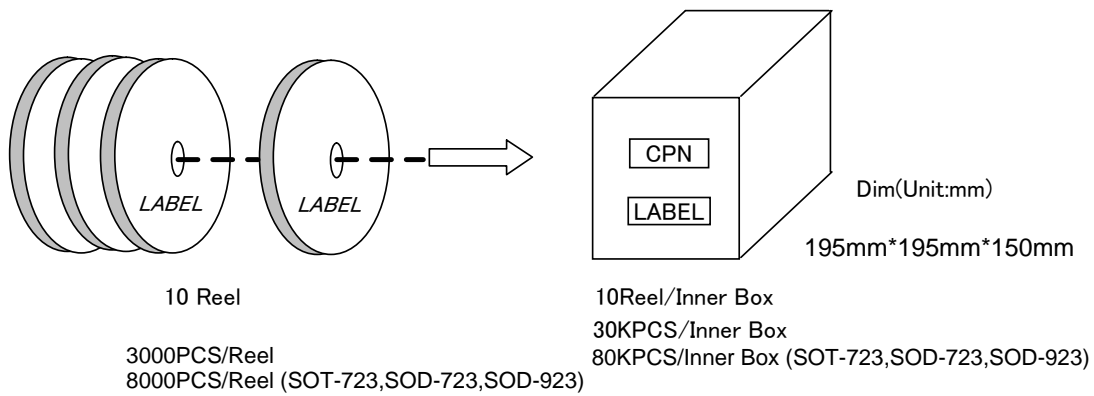 LABEL
LABEL
CPN
LABEL
Dim(Unit:mm)
195mm*195mm*150mm
10 Reel
3000PCS/Reel
8000PCS/Reel (SOT-723,SOD-723,SOD-923)
10Reel/Inner Box
30KPCS/Inner Box
80KPCS/Inner Box (SOT-723,SOD-723,SOD-923)